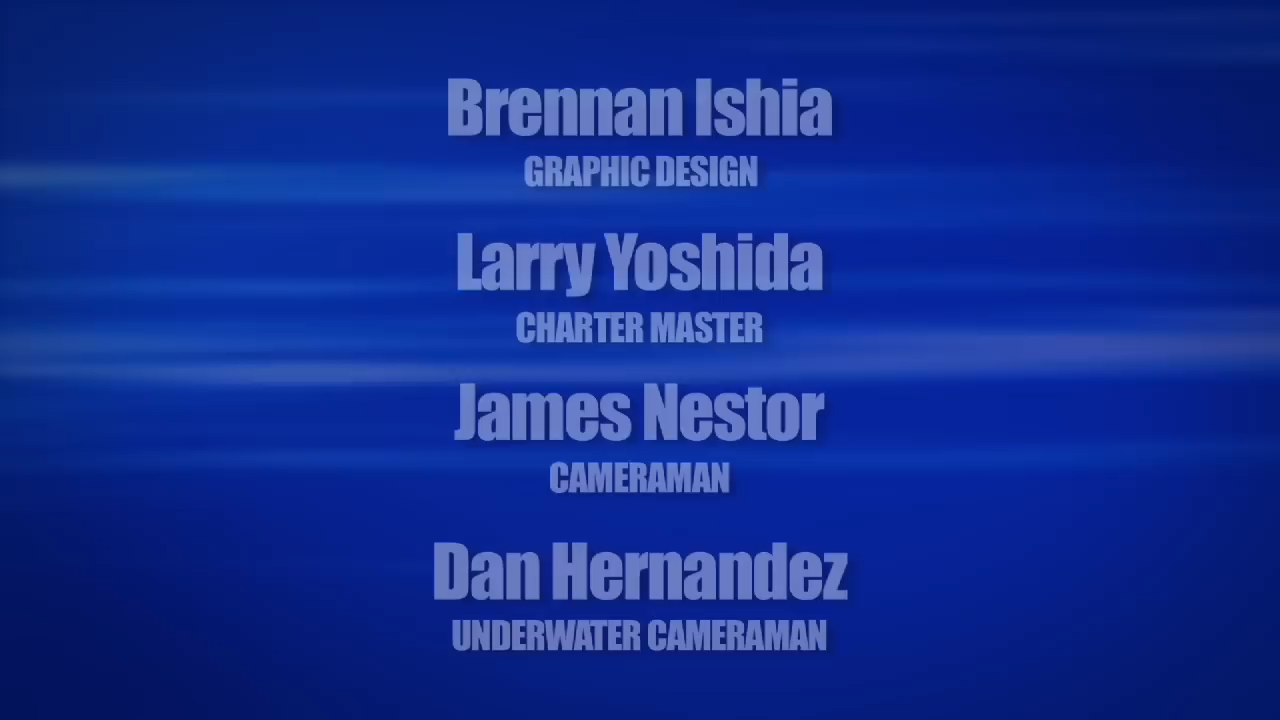 Brennan Ishia
GRAPHIC DESIGN
Larry Yoshida
CHARTER MASTER
James Nestor
CAMERAMAN
Dan Hernandez
UNDERWATER CAMERAMAN